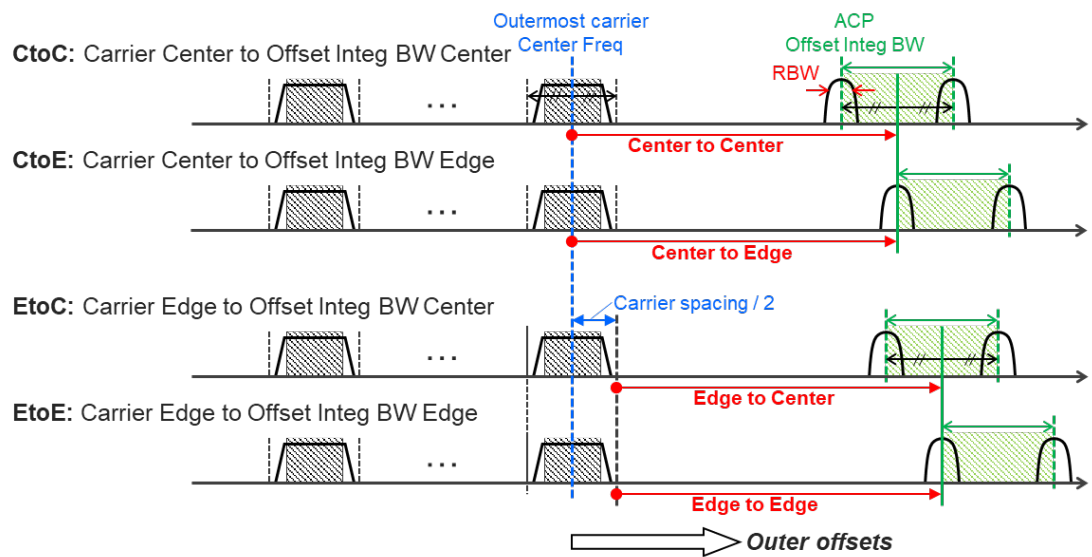 Outermost carrier
Center Freq
ACP
Offset Integ BW
CtoC: Carrier Center to Offset Integ BW Center
RBW
. . .
Center to Center
CtoE: Carrier Center to Offset Integ BW Edge
. . .
Center to Edge
EtoC: Carrier Edge to Offset Integ BW Center
Carrier spacing / 2
. . .
Edge to Center
EtoE: Carrier Edge to Offset Integ BW Edge
. . .
Edge to Edge
Outer offsets